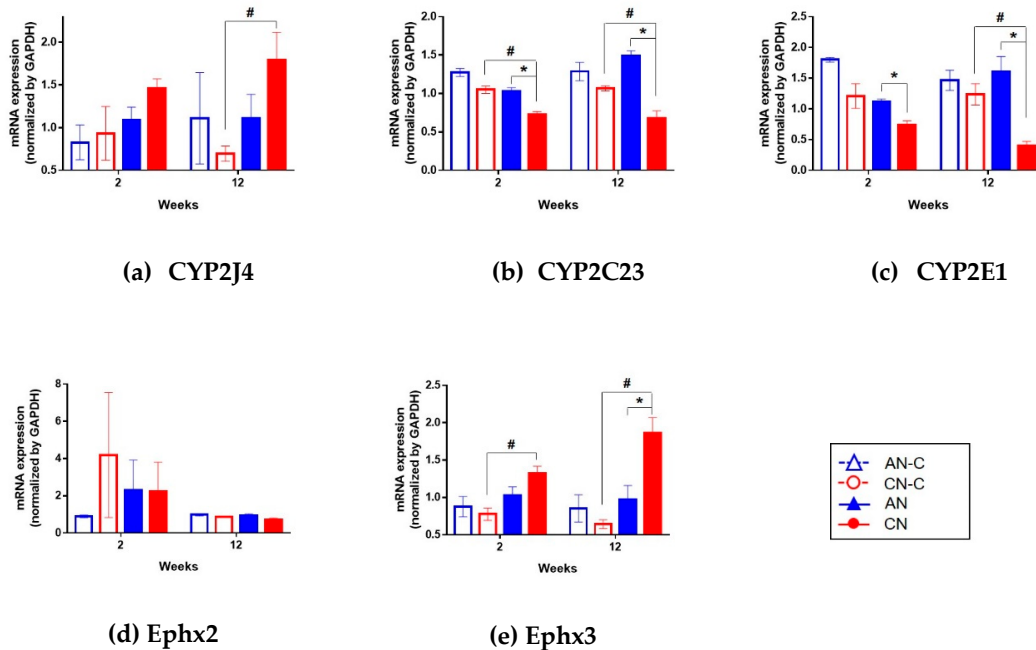 mRNA expression
(normalized by GAPDH)
2.0
1.5
1.0
0.5
#
2
12
Weeks
(a) CYP2J4
mRNA expression
(normalized by GAPDH)
2.0
1.5
1.0
0.5
0.0
#
*
#
*
2
12
Weeks
(b) CYP2C23
mRNA expression
(normalized by GAPDH)
2.5
2.0
1.5
1.0
0.5
0.0
*
#
*
2
12
Weeks
(c) CYP2E1
mRNA expression
(normalized by GAPDH)
8
6
4
2
0
2
12
Weeks
(d) Ephx2
mRNA expression
(normalized by GAPDH)
2.5
2.0
1.5
1.0
0.5
#
#
*
2
12
Weeks
(e) Ephx3
AN-C
CN-C
AN
CN